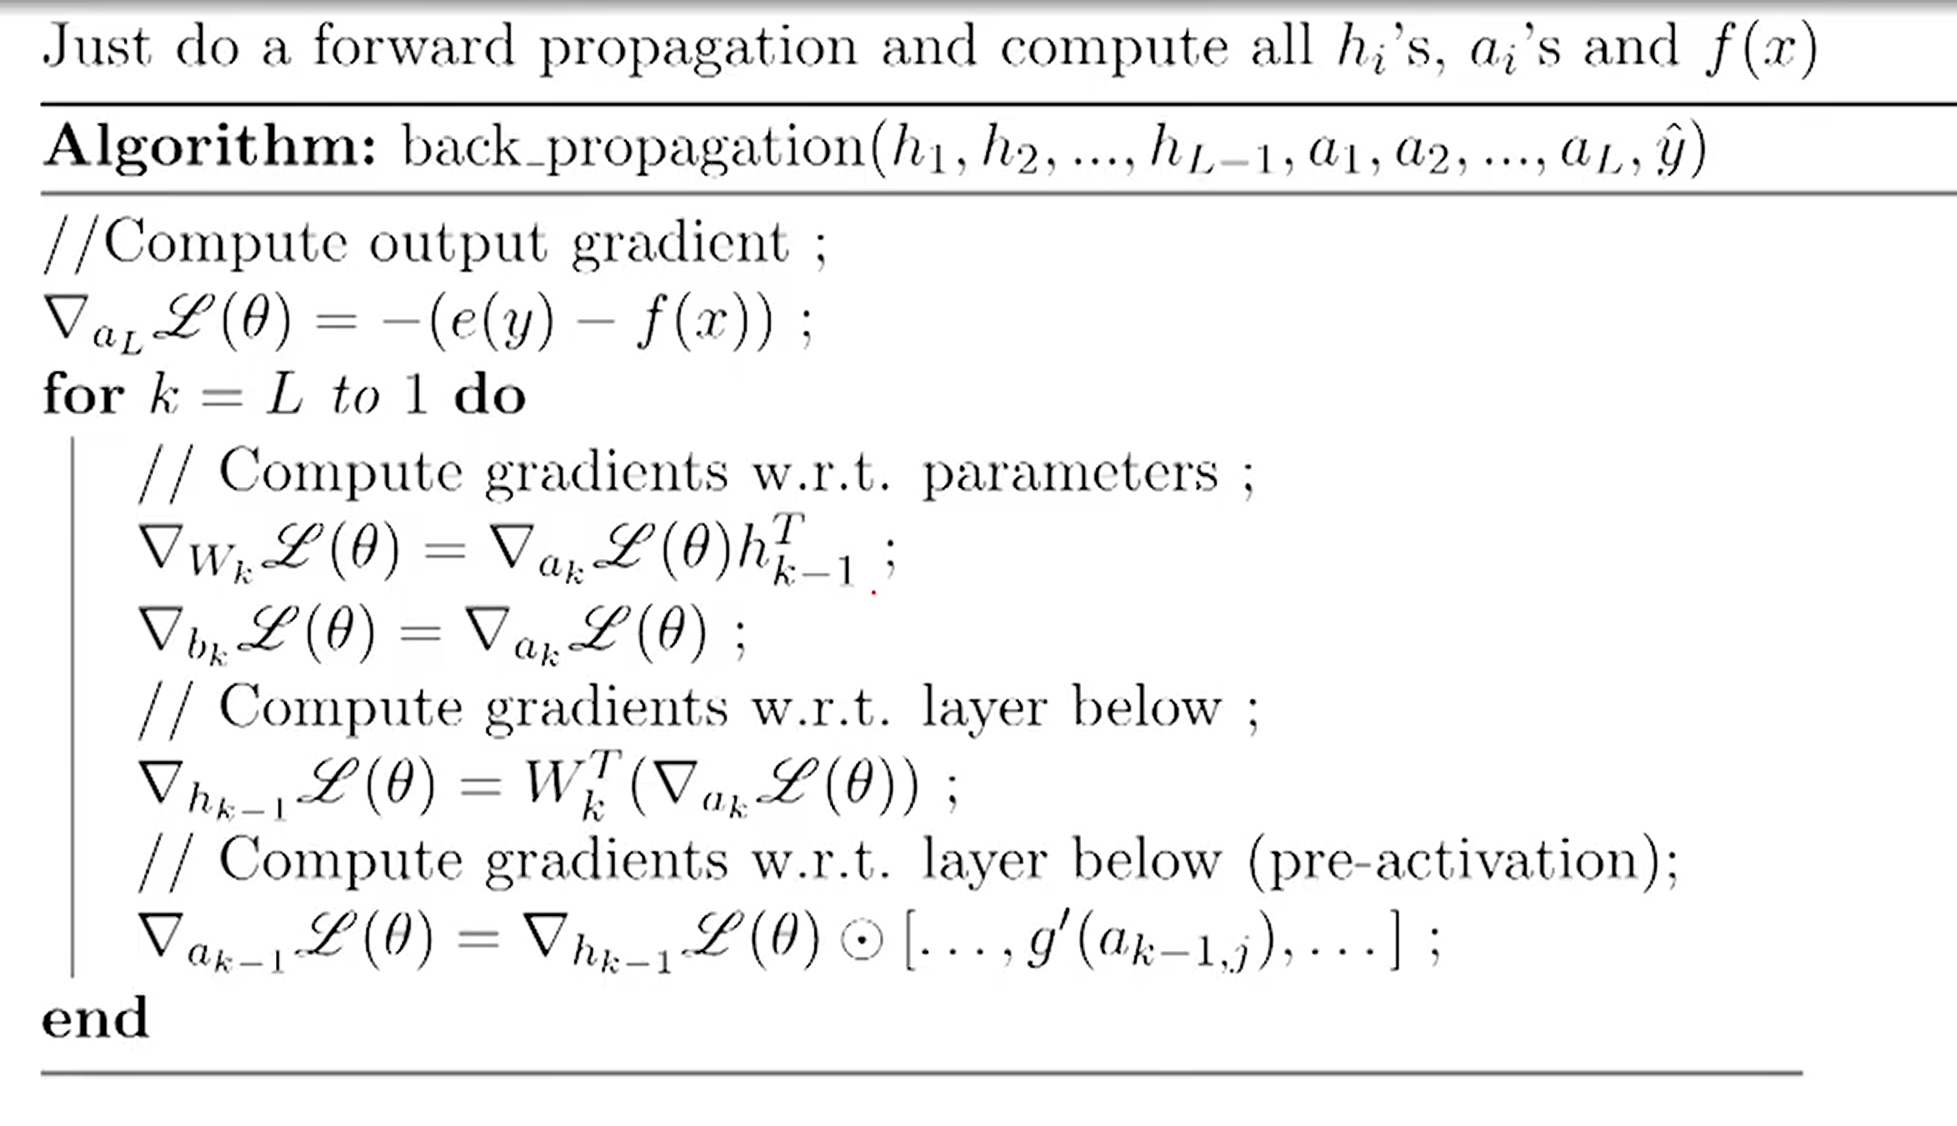 Just do a forward propagation and compute all $h_i$'s, $a_i$'s and $f(x)$
Algorithm: back_propagation($h_1, h_2, ..., h_{L-1}, a_1, a_2, ..., a_L, \hat{y}$)
//Compute output gradient ;
$\nabla_{a_L} \mathscr{L}(\theta) = -(e(y) - f(x))$ ;
for $k = L$ to 1 do
// Compute gradients w.r.t. parameters ;
$\nabla_{W_k} \mathscr{L}(\theta) = \nabla_{a_k} \mathscr{L}(\theta) h_{k-1}^T$ ;
$\nabla_{b_k} \mathscr{L}(\theta) = \nabla_{a_k} \mathscr{L}(\theta)$ ;
// Compute gradients w.r.t. layer below ;
$\nabla_{h_{k-1}} \mathscr{L}(\theta) = W_k^T (\nabla_{a_k} \mathscr{L}(\theta))$ ;
// Compute gradients w.r.t. layer below (pre-activation);
$\nabla_{a_{k-1}} \mathscr{L}(\theta) = \nabla_{h_{k-1}} \mathscr{L}(\theta) \odot [\ldots, g'(a_{k-1,j}), \ldots]$ ;
end